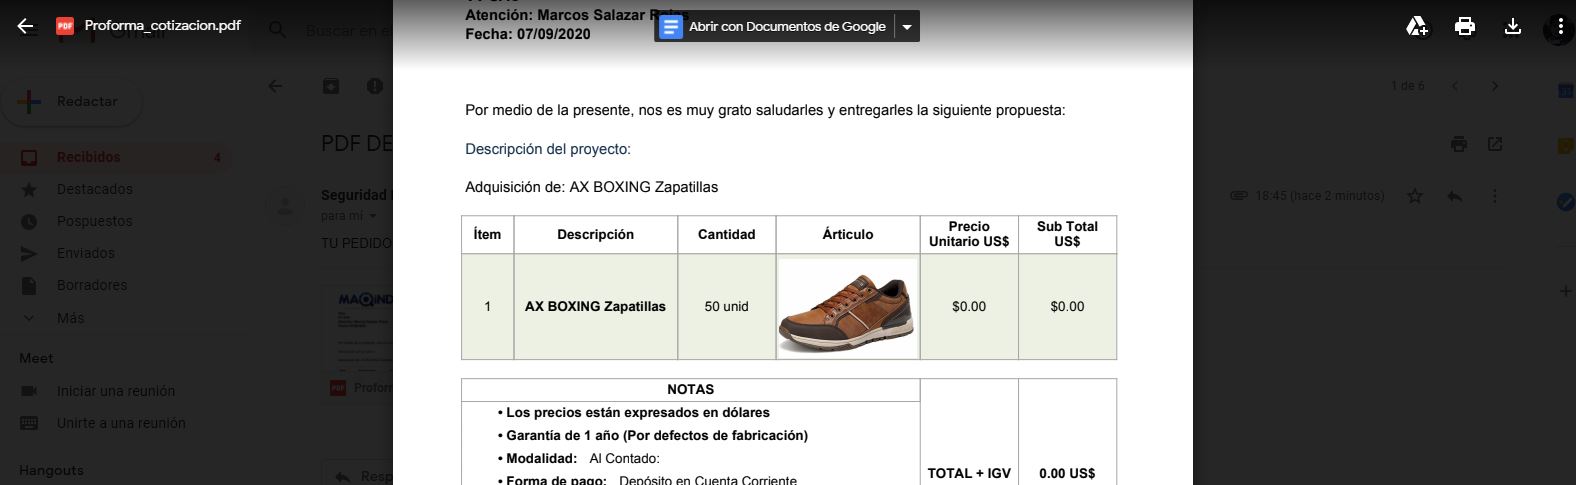 Proforma_cotizacion.pdf
Abrir con Documentos de Google
Buscar en el
Redactar
Recibidos 4
Destacados
Pospuestos
Enviados
Borradores
Más
Meet
Iniciar una reunión
Unirte a una reunión
Hangouts
1 de 6
PDF DE
Seguridad
para mí
18:45 (hace 2 minutos)
TU PEDIDO
MAQIND
PDF Proform
Resp
Atención: Marcos Salazar Rojas
Fecha: 07/09/2020
Por medio de la presente, nos es muy grato saludarles y entregarles la siguiente propuesta:
Descripción del proyecto:
Adquisición de: AX BOXING Zapatillas
Ítem Descripción Cantidad Árticulo Precio Unitario US$ Sub Total US$
1 AX BOXING Zapatillas 50 unid $0.00 $0.00
NOTAS
• Los precios están expresados en dólares
• Garantía de 1 año (Por defectos de fabricación)
• Modalidad: Al Contado:
• Forma de pago: Depósito en Cuenta Corriente
TOTAL + IGV 0.00 US$